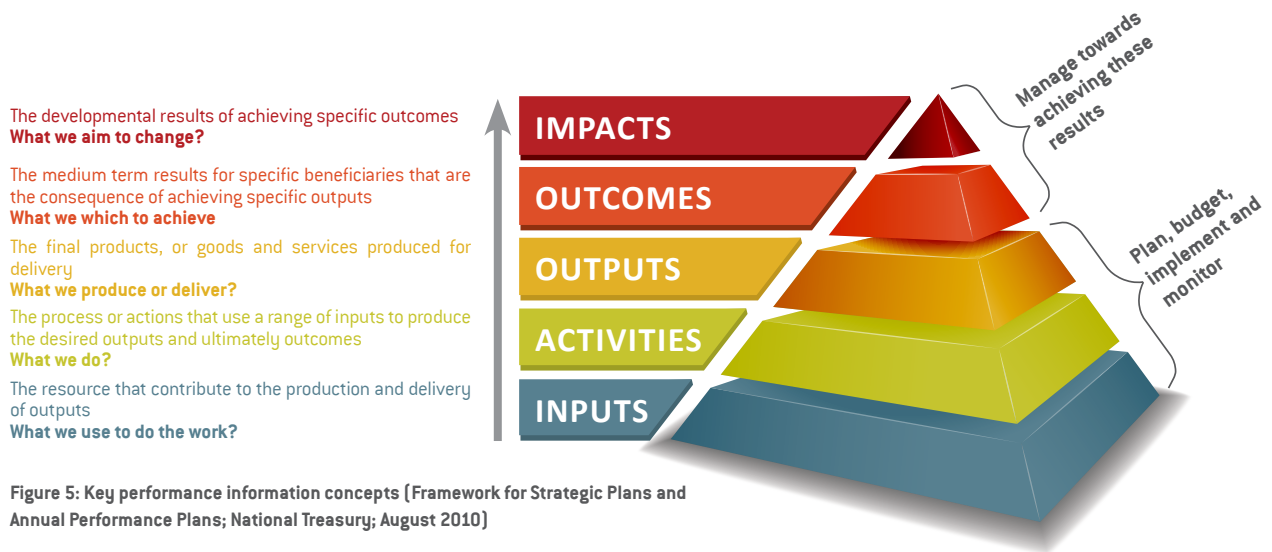 The developmental results of achieving specific outcomes
What we aim to change?
The medium term results for specific beneficiaries that are
the consequence of achieving specific outputs
What we which to achieve
The final products, or goods and services produced for
delivery
What we produce or deliver?
The process or actions that use a range of inputs to produce
the desired outputs and ultimately outcomes
What we do?
The resource that contribute to the production and delivery
of outputs
What we use to do the work?
IMPACTS
OUTCOMES
OUTPUTS
ACTIVITIES
INPUTS
Manage towards
achieving these
results
Plan, budget,
implement and
monitor
Figure 5: Key performance information concepts (Framework for Strategic Plans and
Annual Performance Plans; National Treasury; August 2010)